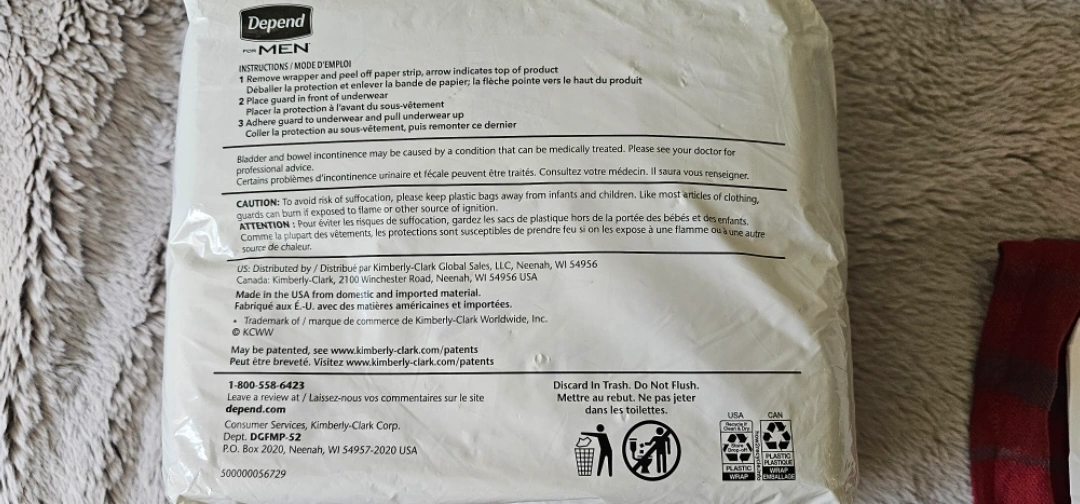 Depend
FOR MEN
INSTRUCTIONS / MODE D'EMPLOI
1 Remove wrapper and peel off paper strip, arrow indicates top of product
Déballer la protection et enlever la bande de papier; la flèche pointe vers le haut du produit
2 Place guard in front of underwear
Placer la protection à l'avant du sous-vêtement
3 Adhere guard to underwear and pull underwear up
Coller la protection au sous-vêtement, puis remonter ce dernier
Bladder and bowel incontinence may be caused by a condition that can be medically treated. Please see your doctor for
professional advice.
Certains problèmes d'incontinence urinaire et fécale peuvent être traités. Consultez votre médecin. Il saura vous renseigner.
CAUTION: To avoid risk of suffocation, please keep plastic bags away from infants and children. Like most articles of clothing,
guards can burn if exposed to flame or other source of ignition.
ATTENTION : Pour éviter les risques de suffocation, gardez les sacs de plastique hors de la portée des bébés et des enfants.
Comme la plupart des vêtements, les protections sont susceptibles de prendre feu si on les expose à une flamme ou à une autre
source de chaleur.
US: Distributed by / Distribué par Kimberly-Clark Global Sales, LLC, Neenah, WI 54956
Canada: Kimberly-Clark, 2100 Winchester Road, Neenah, WI 54956 USA
Made in the USA from domestic and imported material.
Fabriqué aux É.-U. avec des matières américaines et importées.
• Trademark of / marque de commerce de Kimberly-Clark Worldwide, Inc.
© KCWW
May be patented, see www.kimberly-clark.com/patents
Peut être breveté. Visitez www.kimberly-clark.com/patents
1-800-558-6423
Leave a review at / Laissez-nous vos commentaires sur le site
depend.com
Consumer Services, Kimberly-Clark Corp.
Dept. DGFMP-52
P.O. Box 2020, Neenah, WI 54957-2020 USA
500000056729
Discard In Trash. Do Not Flush.
Mettre au rebut. Ne pas jeter
dans les toilettes.
USA
Recycle if
Clean & Dry
Store
Drop-off
PLASTIC
WRAP
how2recycle.info
CAN
PLASTIC
PLASTIQUE
WRAP
EMBALLAGE